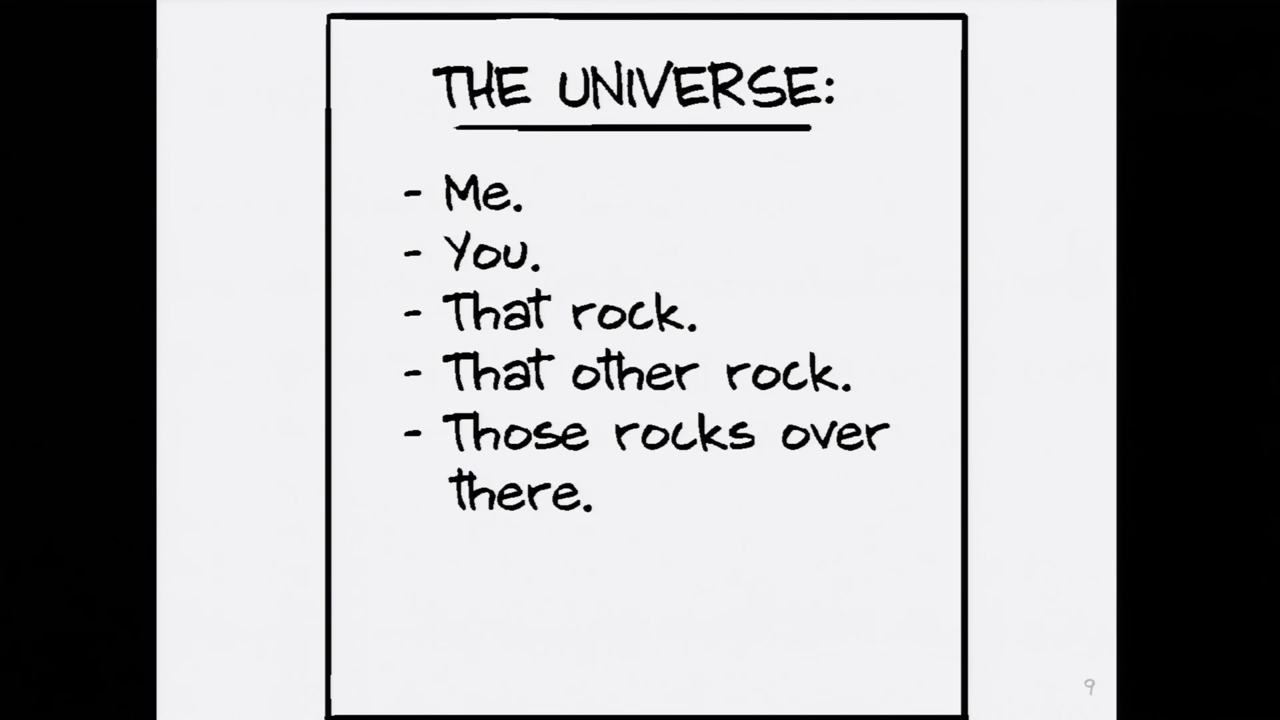 THE UNIVERSE:
- Me.
- You.
- That rock.
- That other rock.
- Those rocks over
there.
9